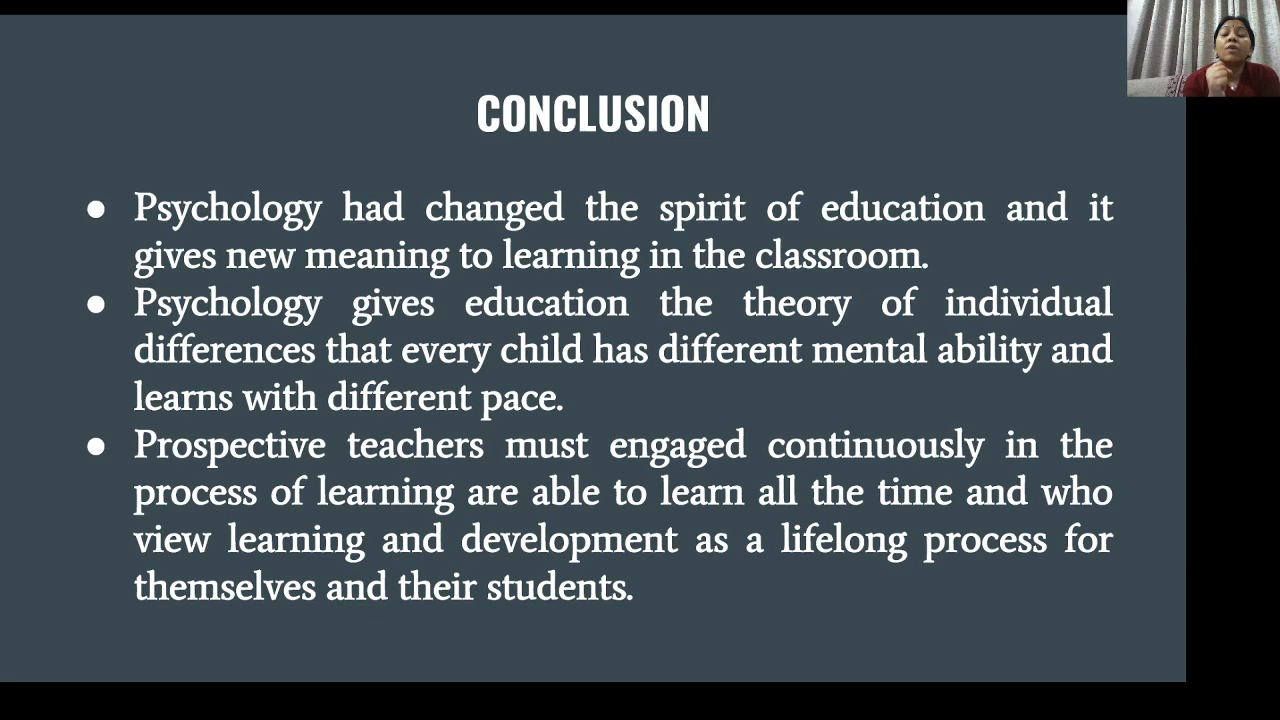 CONCLUSION
● Psychology had changed the spirit of education and it
gives new meaning to learning in the classroom.
● Psychology gives education the theory of individual
differences that every child has different mental ability and
learns with different pace.
● Prospective teachers must engaged continuously in the
process of learning are able to learn all the time and who
view learning and development as a lifelong process for
themselves and their students.